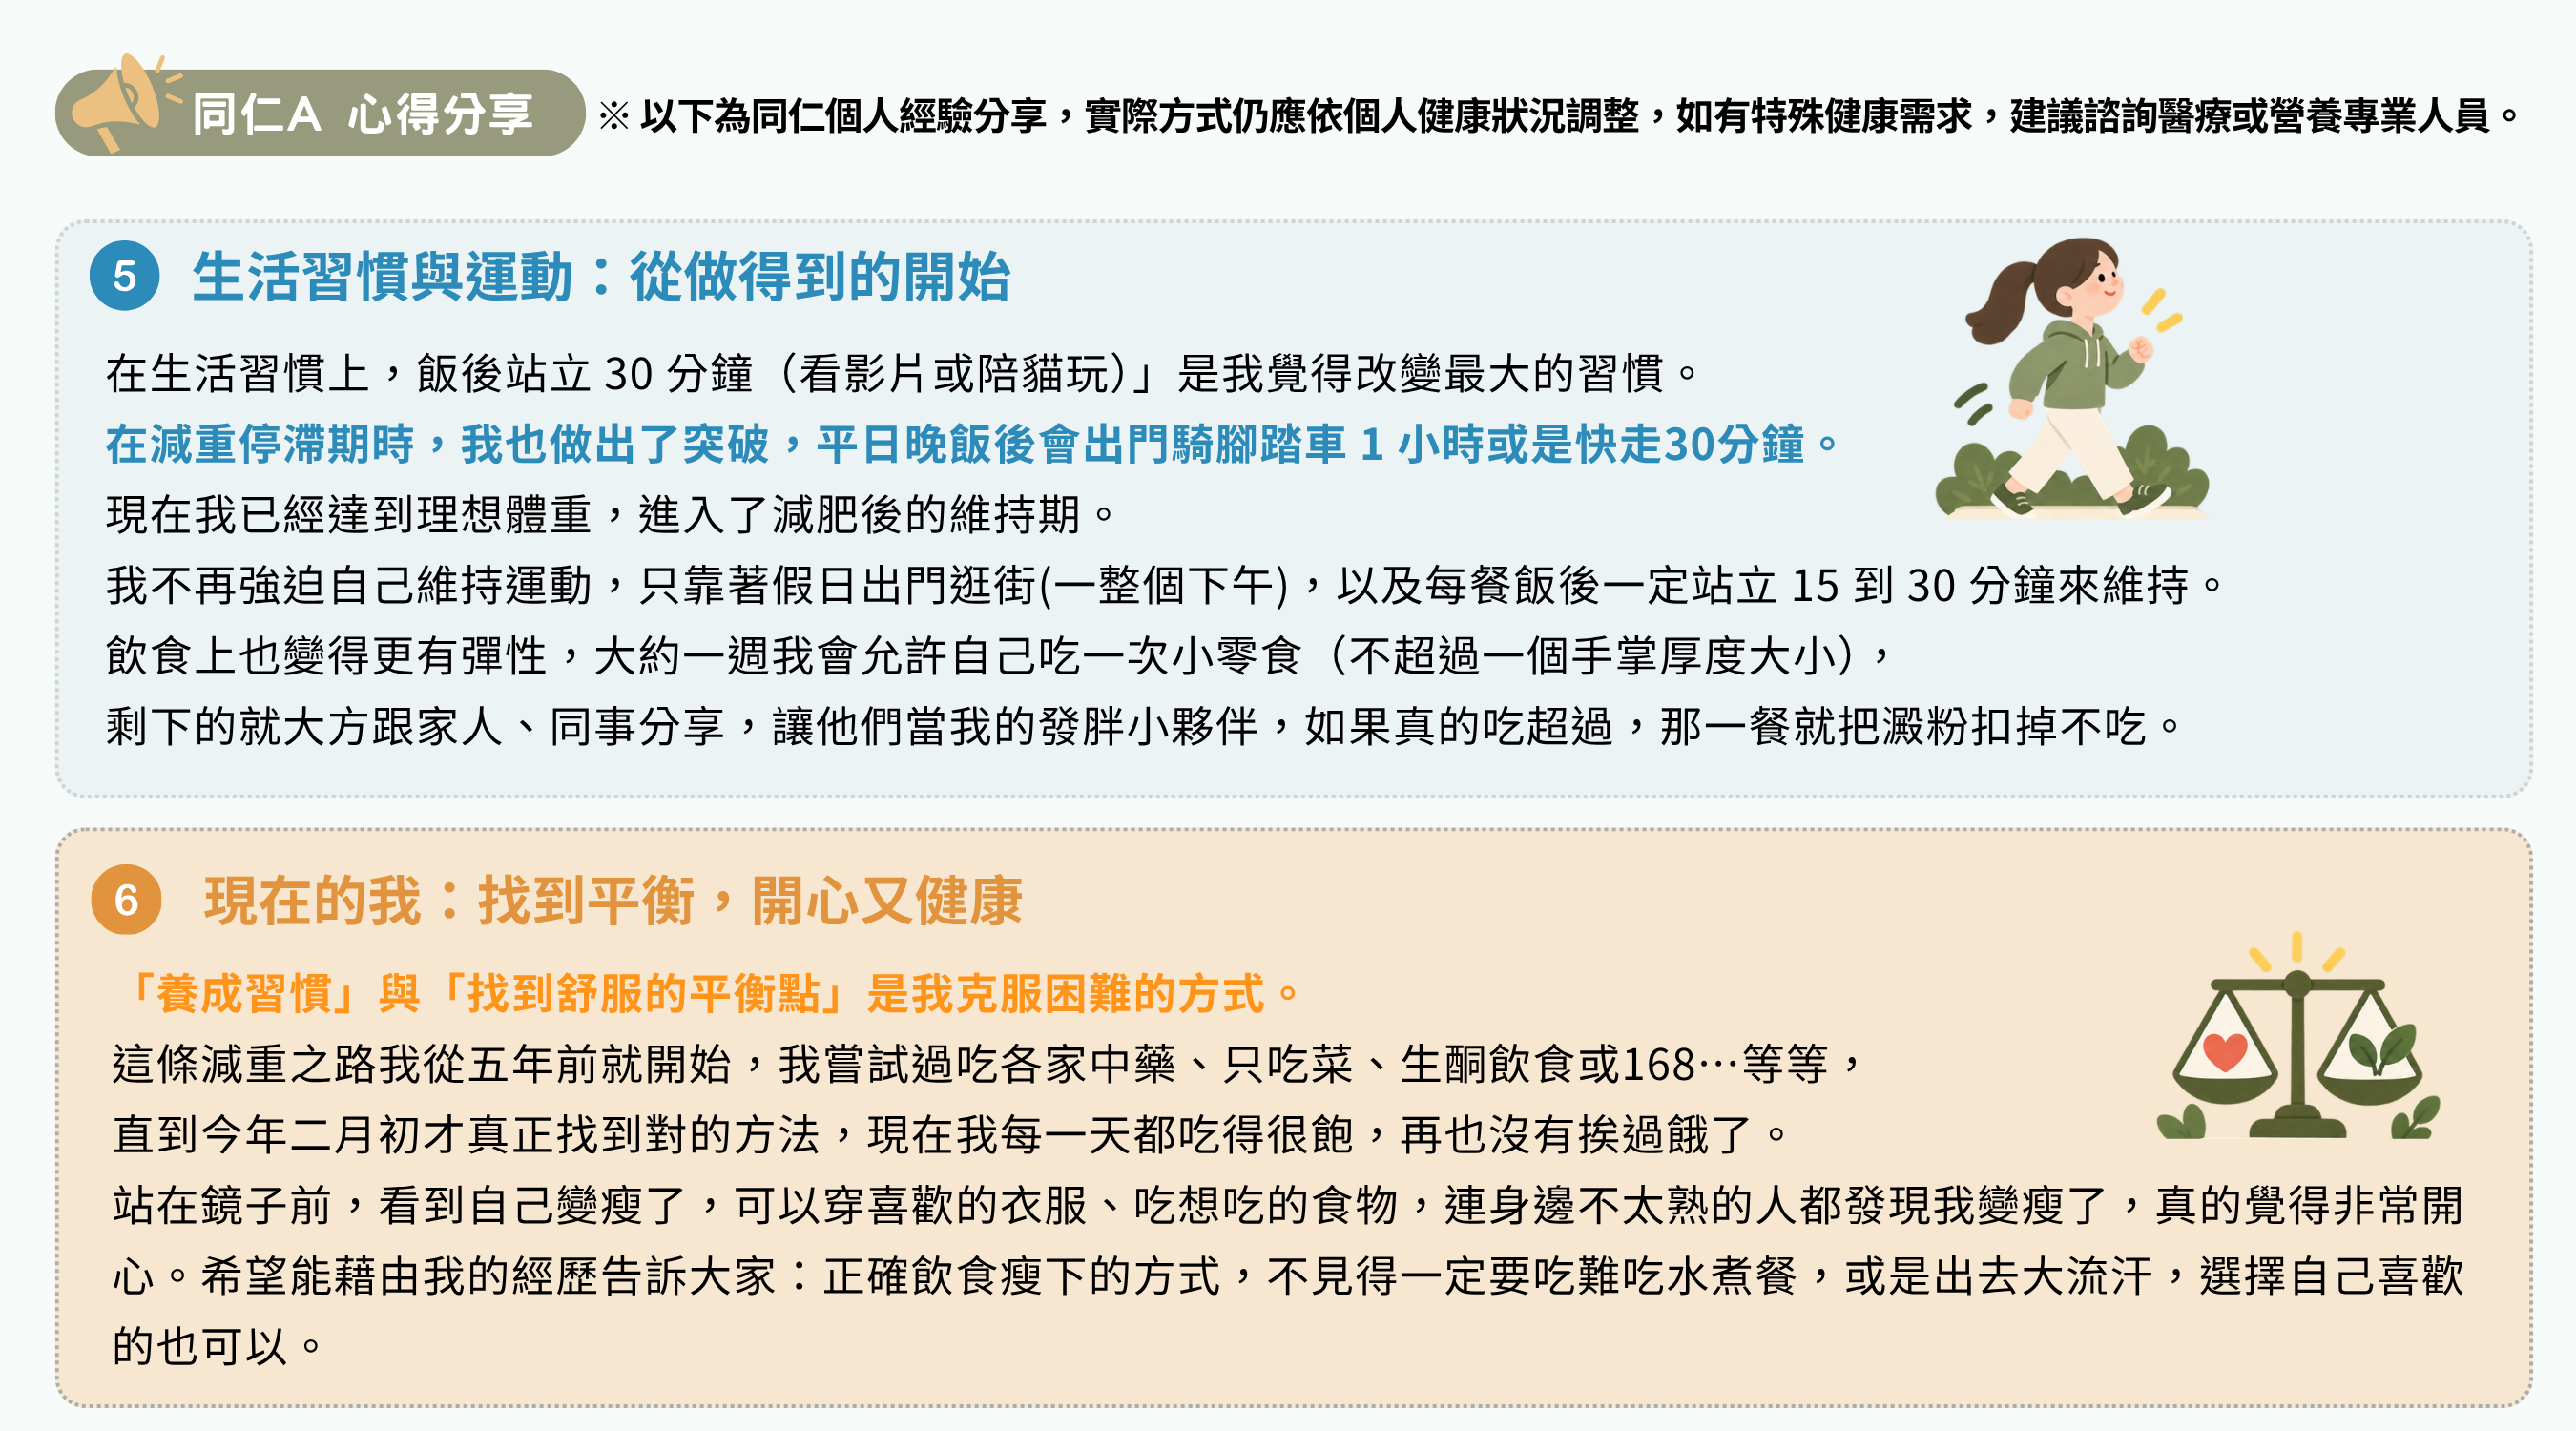 同仁A 心得分享
※ 以下為同仁個人經驗分享，實際方式仍應依個人健康狀況調整，如有特殊健康需求，建議諮詢醫療或營養專業人員。
5 生活習慣與運動：從做得到的開始
在生活習慣上，飯後站立 30 分鐘（看影片或陪貓玩）」是我覺得改變最大的習慣。
在減重停滯期時，我也做出了突破，平日晚飯後會出門騎腳踏車 1 小時或是快走30分鐘。
現在我已經達到理想體重，進入了減肥後的維持期。
我不再強迫自己維持運動，只靠著假日出門逛街(一整個下午)，以及每餐飯後一定站立 15 到 30 分鐘來維持。
飲食上也變得更有彈性，大約一週我會允許自己吃一次小零食（不超過一個手掌厚度大小），
剩下的就大方跟家人、同事分享，讓他們當我的發胖小夥伴，如果真的吃超過，那一餐就把澱粉扣掉不吃。
6 現在的我：找到平衡，開心又健康
「養成習慣」與「找到舒服的平衡點」是我克服困難的方式。
這條減重之路我從五年前就開始，我嘗試過吃各家中藥、只吃菜、生酮飲食或168…等等，
直到今年二月初才真正找到對的方法，現在我每一天都吃得很飽，再也沒有挨過餓了。
站在鏡子前，看到自己變瘦了，可以穿喜歡的衣服、吃想吃的食物，連身邊不太熟的人都發現我變瘦了，真的覺得非常開
心。希望能藉由我的經歷告訴大家：正確飲食瘦下的方式，不見得一定要吃難吃水煮餐，或是出去大流汗，選擇自己喜歡
的也可以。